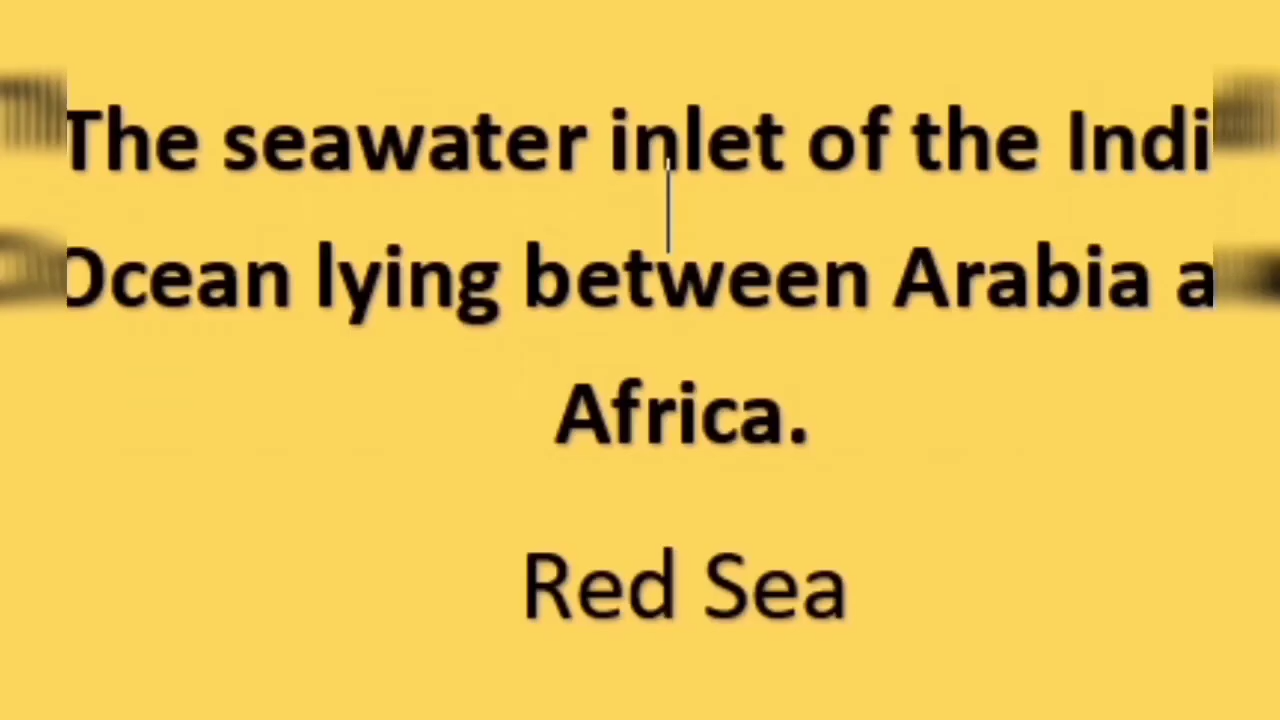 The seawater inlet of the Indi
Ocean lying between Arabia a
Africa.
Red Sea